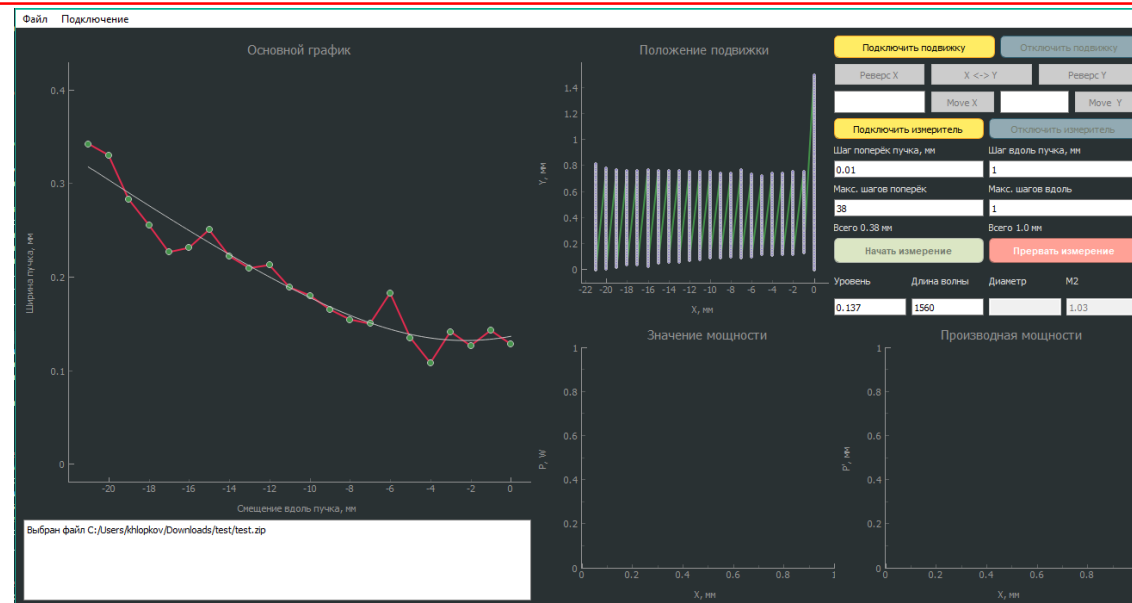 Файл Подключение
Основной график
Ширина пучка, мм
0.4
0.3
0.2
0.1
0
-20 -18 -16 -14 -12 -10 -8 -6 -4 -2 0
Смещение вдоль пучка, мм
Выбран файл C:/Users/khlopkov/Downloads/test/test.zip
Положение подвижки
Y, мм
1.4
1.2
1
0.8
0.6
0.4
0.2
0
-22 -20 -18 -16 -14 -12 -10 -8 -6 -4 -2 0
X, мм
Подключить подвижку Отключить подвижку
Реверс X X <-> Y Реверс Y
Move X Move Y
Подключить измеритель Отключить измеритель
Шаг поперёк пучка, мм Шаг вдоль пучка, мм
0.01 1
Макс. шагов поперёк Макс. шагов вдоль
38 1
Всего 0.38 мм Всего 1.0 мм
Начать измерение Прервать измерение
Уровень Длина волны Диаметр M2
0.137 1560 1.03
Значение мощности
P, W
1
0.8
0.6
0.4
0.2
0
0 0.2 0.4 0.6 0.8 1
X, мм
Производная мощности
P', мм
1
0.8
0.6
0.4
0.2
0
0 0.2 0.4 0.6 0.8
X, мм